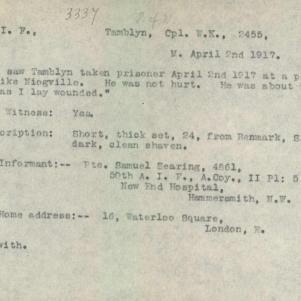 3337
I. F., Tamblyn, Cpl. W.K., 2455,
M. April 2nd 1917.
saw Tamblyn taken prisoner April 2nd 1917 at a p
like Niogville. He was not hurt. He was about
as I lay wounded."
Witness: Yes.
cription: Short, thick set, 24, from Renmark, S.
dark, clean shaven.
Informant:-- Pte. Samuel Searing, 4861,
50th A. I. F., A.Coy., II Pl: 5
New End Hospital,
Hammersmith, N.W.
Home address:-- 16, Waterloo Square,
London, E.
with.